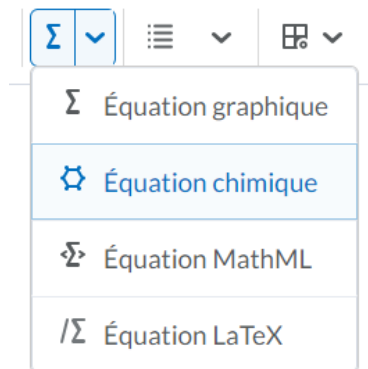 Σ
Σ Équation graphique
Équation chimique
<Σ> Équation MathML
/Σ Équation LaTeX